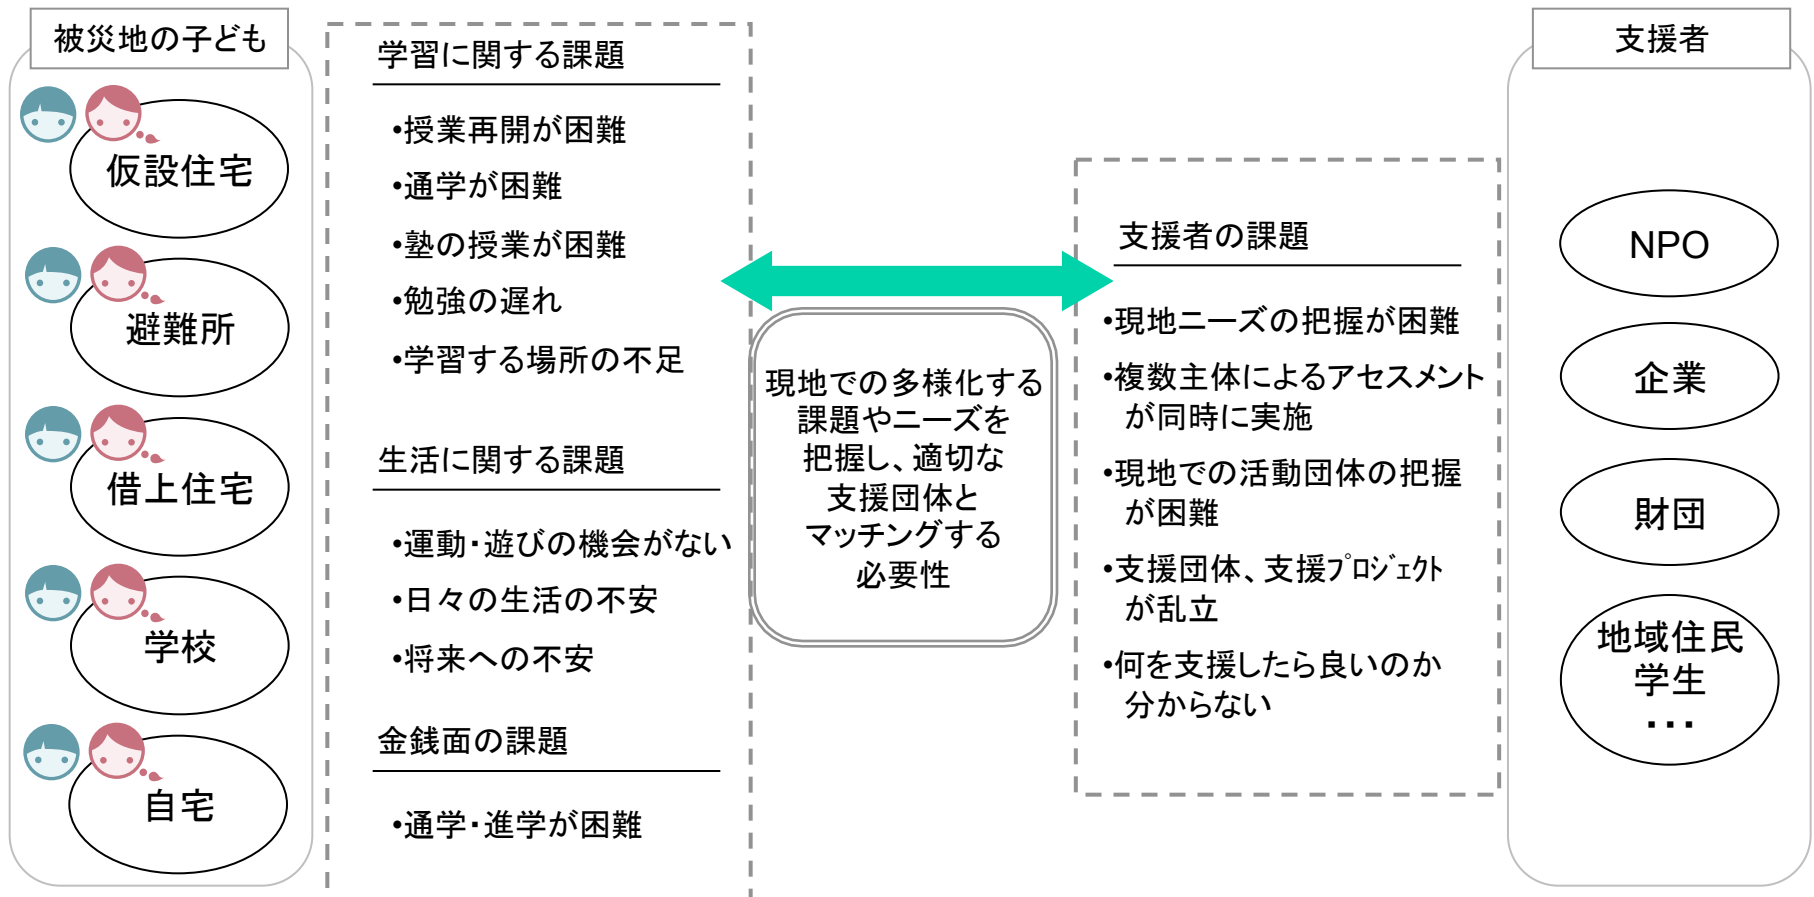 被災地の子ども
仮設住宅
避難所
借上住宅
学校
自宅
学習に関する課題
•授業再開が困難
•通学が困難
•塾の授業が困難
•勉強の遅れ
•学習する場所の不足
生活に関する課題
•運動・遊びの機会がない
•日々の生活の不安
•将来への不安
金銭面の課題
•通学・進学が困難
現地での多様化する
課題やニーズを
把握し、適切な
支援団体と
マッチングする
必要性
支援者の課題
•現地ニーズの把握が困難
•複数主体によるアセスメント
が同時に実施
•現地での活動団体の把握
が困難
•支援団体、支援ﾌﾟﾛｼﾞｪｸﾄ
が乱立
•何を支援したら良いのか
分からない
支援者
NPO
企業
財団
地域住民
学生
・・・